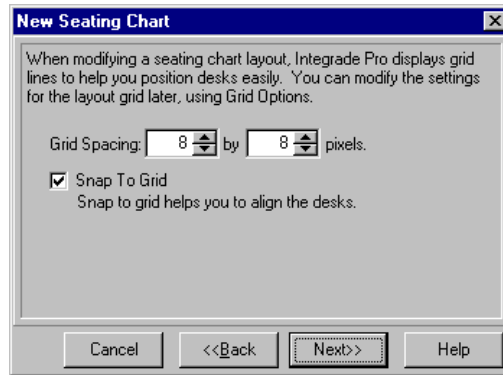 New Seating Chart
When modifying a seating chart layout, Integrade Pro displays grid
lines to help you position desks easily. You can modify the settings
for the layout grid later, using Grid Options.
Grid Spacing: 8 by 8 pixels.
Snap To Grid
Snap to grid helps you to align the desks.
Cancel <<Back Next>> Help